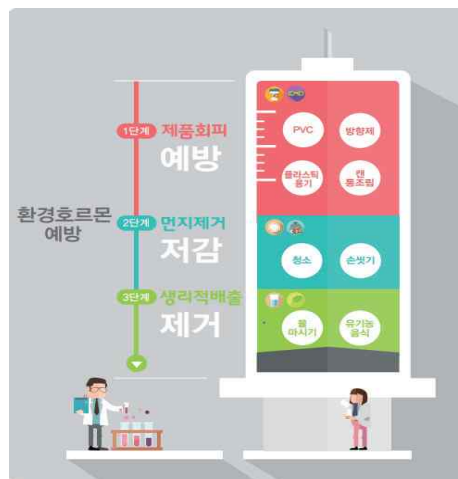 환경호르몬
예방
1단계 제품회피
예방
2단계 먼지제거
저감
3단계 생리적배출
제거
PVC
방향제
플라스틱
용기
캔
통조림
청소
손씻기
물
마시기
유기농
음식